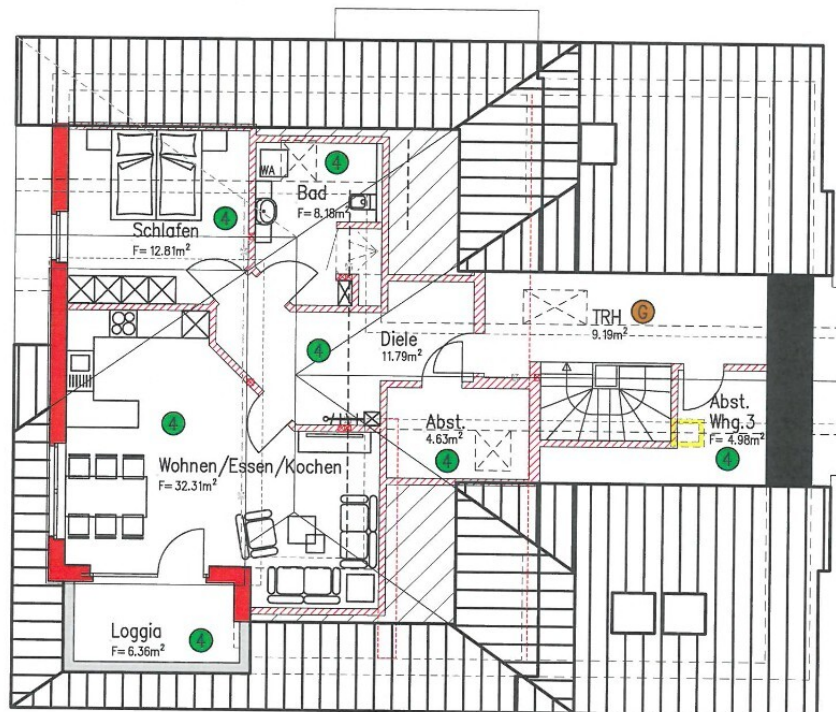 4
WA
Bad
F= 8.18m²
4
Schlafen
F= 12.81m²
G
TRH
9.19m²
Diele
11.79m²
4
4
Abst.
4.63m²
4
Abst.
Whg.3
F= 4.98m²
4
Wohnen/Essen/Kochen
F= 32.31m²
Loggia
F= 6.36m²
4